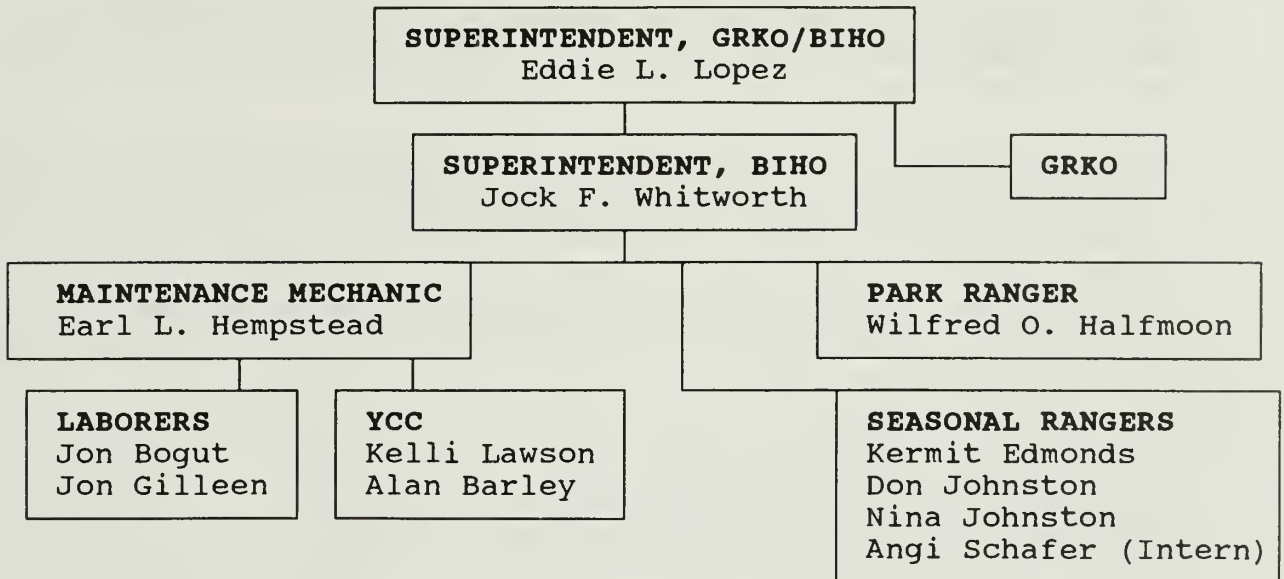 SUPERINTENDENT, GRKO/BIHO
Eddie L. Lopez
SUPERINTENDENT, BIHO
Jock F. Whitworth
GRKO
MAINTENANCE MECHANIC
Earl L. Hempstead
PARK RANGER
Wilfred O. Halfmoon
LABORERS
Jon Bogut
Jon Gilleen
YCC
Kelli Lawson
Alan Barley
SEASONAL RANGERS
Kermit Edmonds
Don Johnston
Nina Johnston
Angi Schafer (Intern)